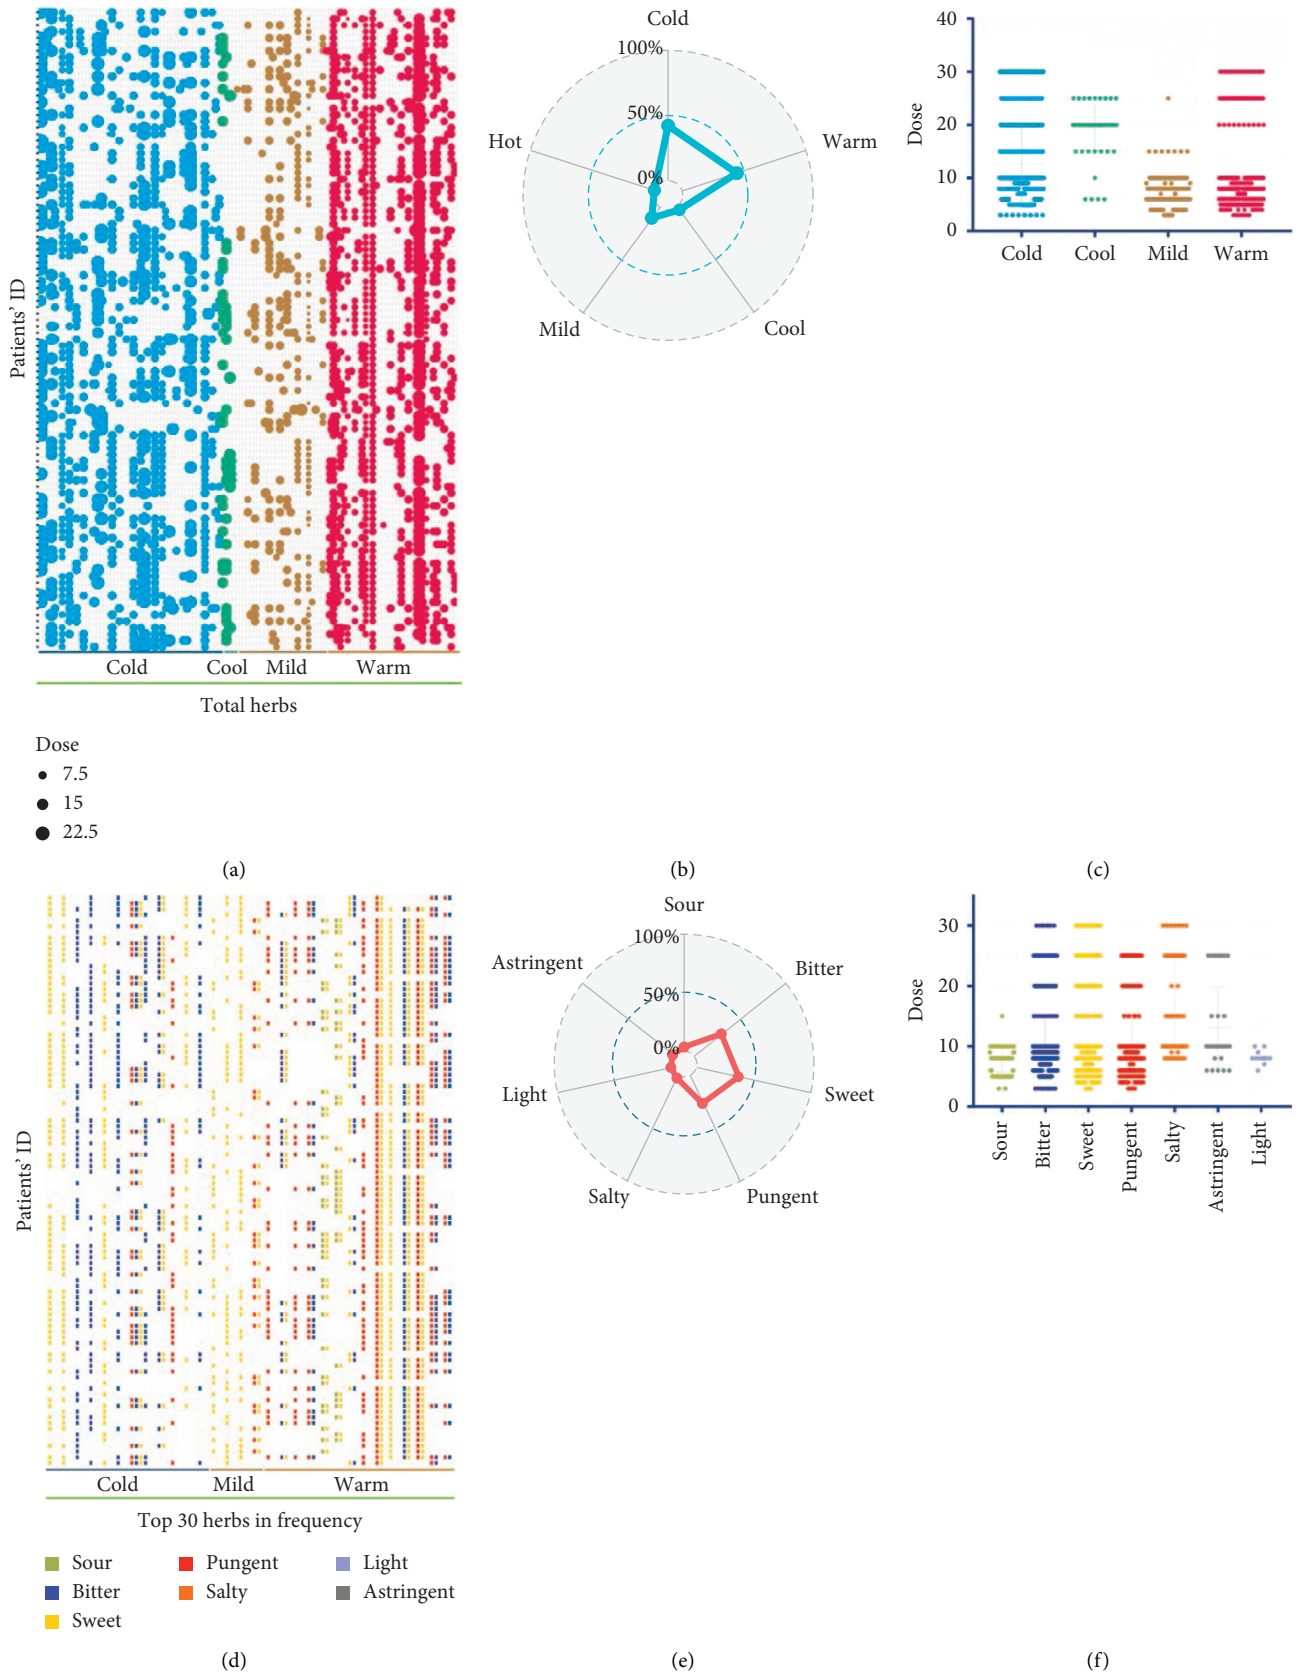 Patients’ ID
Cold
Cool
Mild
Warm
Total herbs
Dose
7.5
15
22.5
(a)
Cold
100%
50%
0%
Hot
Warm
Mild
Cool
(b)
Dose
40
30
20
10
0
Cold
Cool
Mild
Warm
(c)
Patients’ ID
Cold
Mild
Warm
Top 30 herbs in frequency
Sour
Pungent
Light
Bitter
Salty
Astringent
Sweet
(d)
Sour
100%
50%
0%
Astringent
Bitter
Light
Sweet
Salty
Pungent
(e)
Dose
30
20
10
0
Sour
Bitter
Sweet
Pungent
Salty
Astringent
Light
(f)